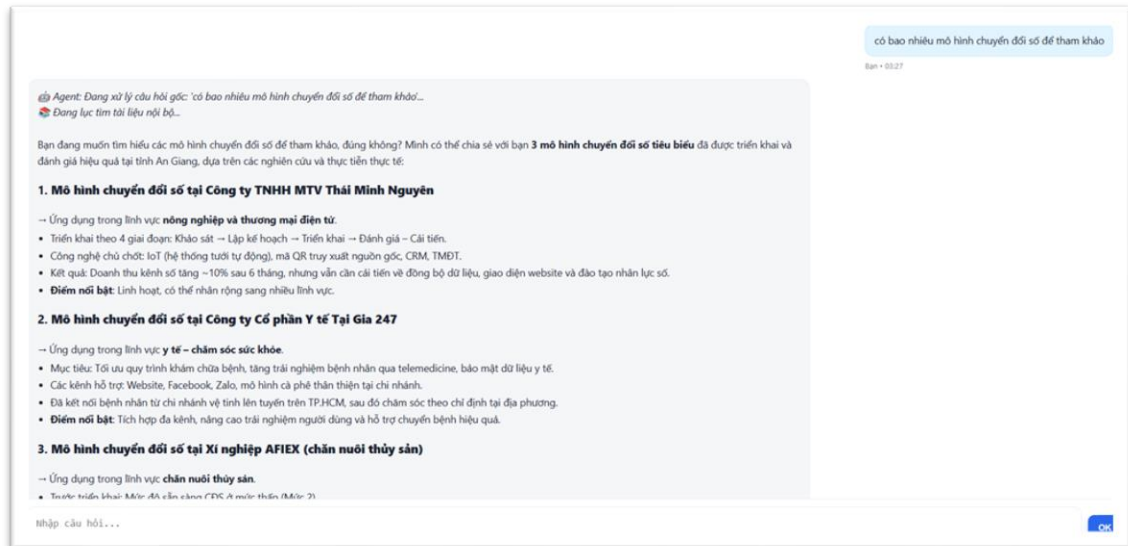 có bao nhiêu mô hình chuyển đổi số để tham khảo
Bạn • 03:27
🤖 Agent: Đang xử lý câu hỏi gốc: 'có bao nhiêu mô hình chuyển đổi số để tham khảo'...
📚 Đang lục tìm tài liệu nội bộ...
Bạn đang muốn tìm hiểu các mô hình chuyển đổi số để tham khảo, đúng không? Mình có thể chia sẻ với bạn 3 mô hình chuyển đổi số tiêu biểu đã được triển khai và
đánh giá hiệu quả tại tỉnh An Giang, dựa trên các nghiên cứu và thực tiễn thực tế:
1. Mô hình chuyển đổi số tại Công ty TNHH MTV Thái Minh Nguyên
→ Ứng dụng trong lĩnh vực nông nghiệp và thương mại điện tử.
• Triển khai theo 4 giai đoạn: Khảo sát → Lập kế hoạch → Triển khai → Đánh giá – Cải tiến.
• Công nghệ chủ chốt: IoT (hệ thống tưới tự động), mã QR truy xuất nguồn gốc, CRM, TMĐT.
• Kết quả: Doanh thu kênh số tăng ~10% sau 6 tháng, nhưng vẫn cần cải tiến về đồng bộ dữ liệu, giao diện website và đào tạo nhân lực số.
• Điểm nổi bật: Linh hoạt, có thể nhân rộng sang nhiều lĩnh vực.
2. Mô hình chuyển đổi số tại Công ty Cổ phần Y tế Tại Gia 247
→ Ứng dụng trong lĩnh vực y tế – chăm sóc sức khỏe.
• Mục tiêu: Tối ưu quy trình khám chữa bệnh, tăng trải nghiệm bệnh nhân qua telemedicine, bảo mật dữ liệu y tế.
• Các kênh hỗ trợ: Website, Facebook, Zalo, mô hình cà phê thân thiện tại chi nhánh.
• Đã kết nối bệnh nhân từ chi nhánh vệ tinh lên tuyến trên TP.HCM, sau đó chăm sóc theo chỉ định tại địa phương.
• Điểm nổi bật: Tích hợp đa kênh, nâng cao trải nghiệm người dùng và hỗ trợ chuyển bệnh hiệu quả.
3. Mô hình chuyển đổi số tại Xí nghiệp AFIEX (chăn nuôi thủy sản)
→ Ứng dụng trong lĩnh vực chăn nuôi thủy sản.
• Trước triển khai: Mức độ sẵn sàng CĐS ở mức thấp (Mức 2)
Nhập câu hỏi...
OK